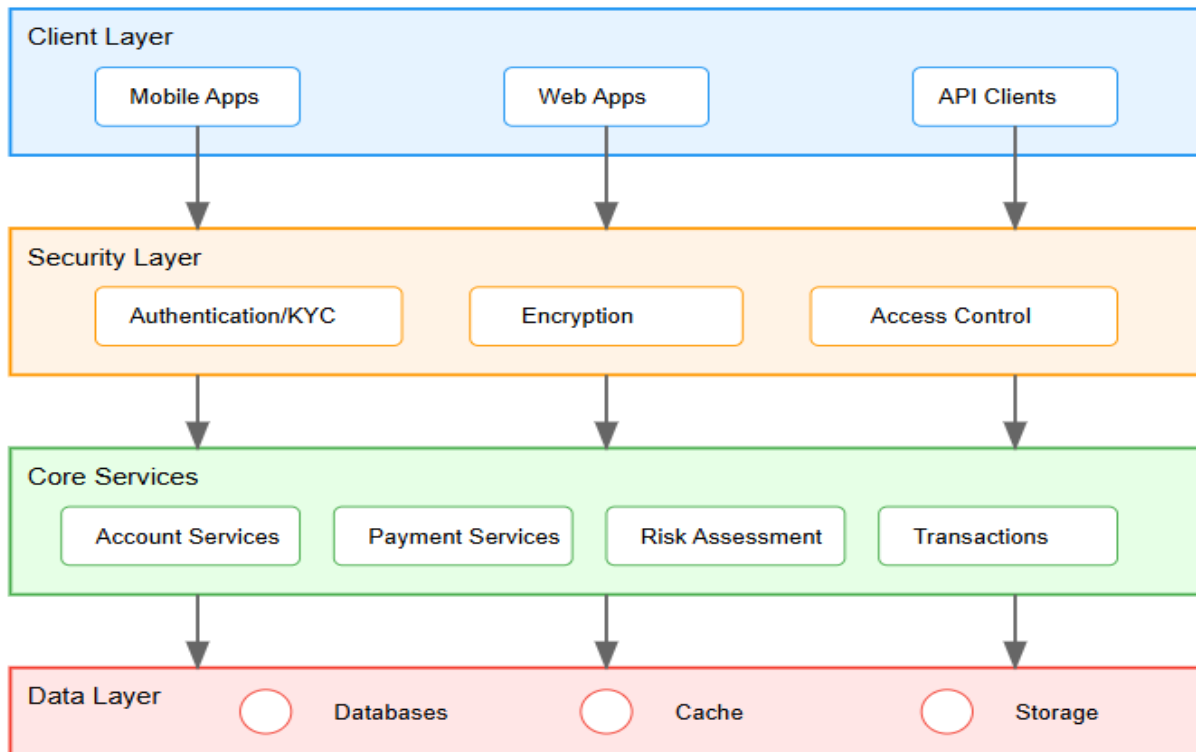 Client Layer
Mobile Apps
Web Apps
API Clients
Security Layer
Authentication/KYC
Encryption
Access Control
Core Services
Account Services
Payment Services
Risk Assessment
Transactions
Data Layer
Databases
Cache
Storage